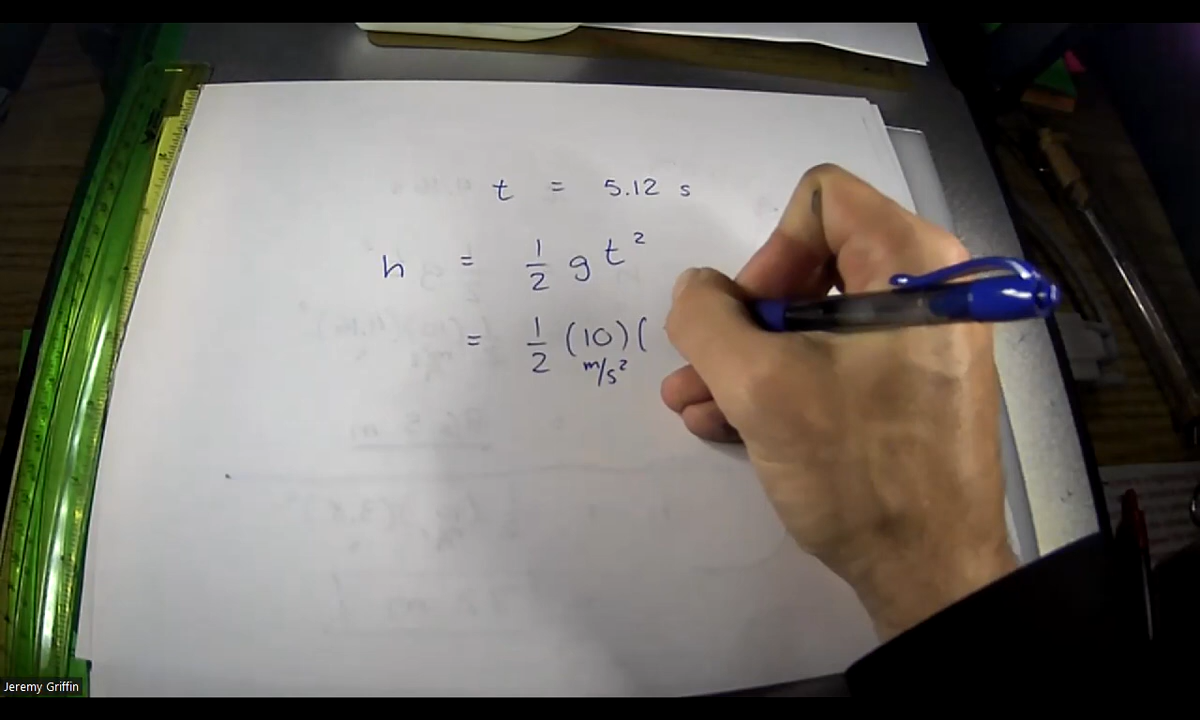 t = 5.12 s
h = 1/2 g t²
= 1/2 (10) (
m/s²
Jeremy Griffin